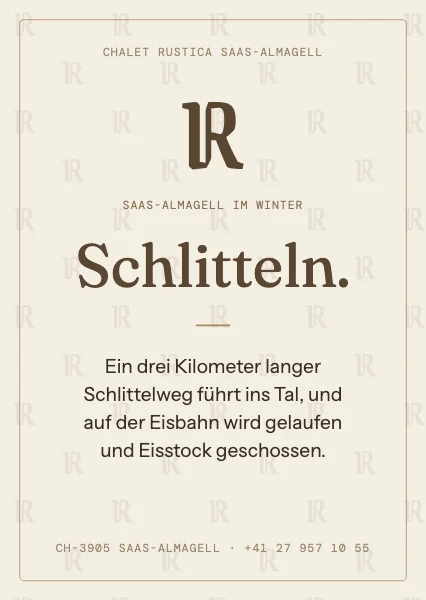 CHALET RUSTICA SAAS-ALMAGELL
R
SAAS-ALMAGELL IM WINTER
Schlitteln.
Ein drei Kilometer langer
Schlittelweg führt ins Tal, und
auf der Eisbahn wird gelaufen
und Eisstock geschossen.
CH-3905 SAAS-ALMAGELL · +41 27 957 10 55